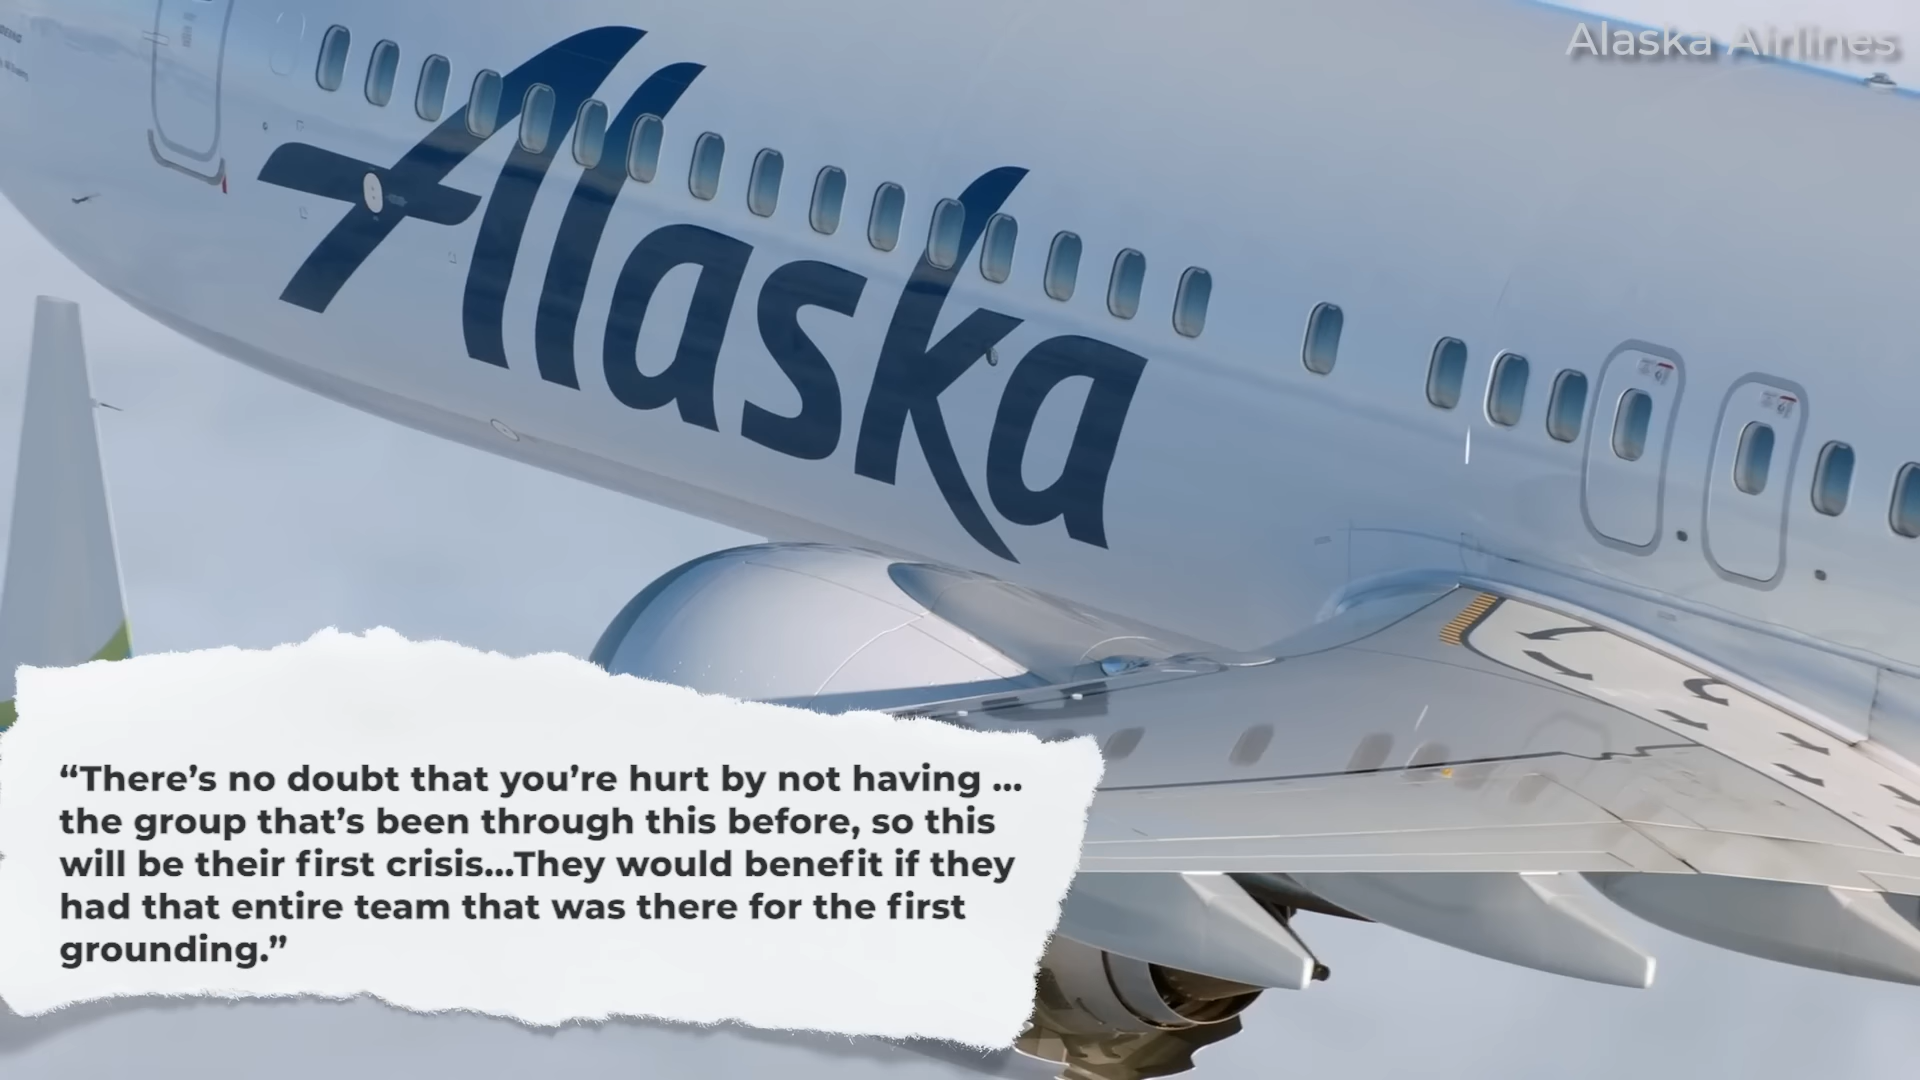 Alaska Airlines
Alaska
“There’s no doubt that you’re hurt by not having ...
the group that’s been through this before, so this
will be their first crisis...They would benefit if they
had that entire team that was there for the first
grounding.”